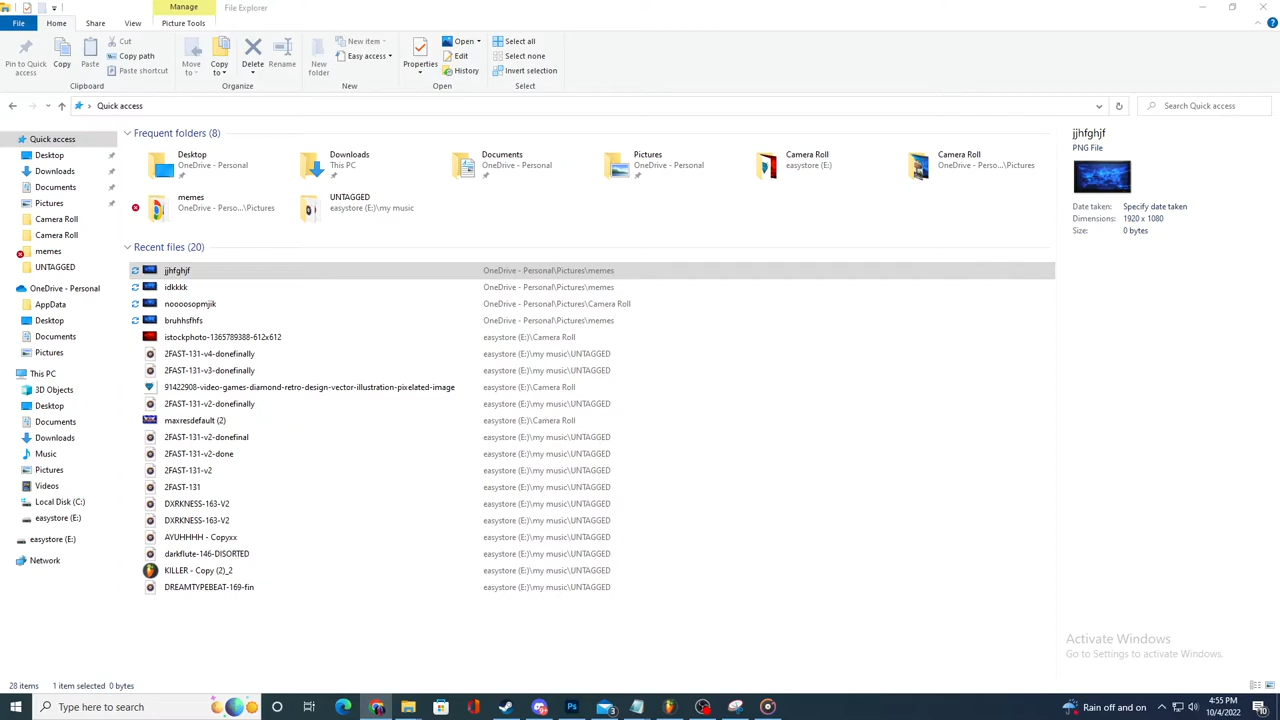 Manage
File Explorer
File
Home
Share
View
Picture Tools
Pin to Quick access
Copy
Paste
Cut
Copy path
Paste shortcut
Clipboard
Move to
Copy to
Delete
Rename
Organize
New folder
New item
Easy access
New
Properties
Open
Edit
History
Open
Select all
Select none
Invert selection
Select
Quick access
Search Quick access
Quick access
Desktop
Downloads
Documents
Pictures
Camera Roll
Camera Roll
memes
UNTAGGED
OneDrive - Personal
AppData
Desktop
Documents
Pictures
This PC
3D Objects
Desktop
Documents
Downloads
Music
Pictures
Videos
Local Disk (C:)
easystore (E:)
easystore (E:)
Network
Frequent folders (8)
Desktop
OneDrive - Personal
Downloads
This PC
Documents
OneDrive - Personal
Pictures
OneDrive - Personal
Camera Roll
easystore (E:)
Camera Roll
OneDrive - Perso...\Pictures
memes
OneDrive - Perso...\Pictures
UNTAGGED
easystore (E:)\my music
Recent files (20)
jjhfghjf OneDrive - Personal\Pictures\memes
idkkkk OneDrive - Personal\Pictures\memes
noooosopmjik OneDrive - Personal\Pictures\Camera Roll
bruhhsfhfs OneDrive - Personal\Pictures\memes
istockphoto-1365789388-612x612 easystore (E:)\Camera Roll
2FAST-131-v4-donefinally easystore (E:)\my music\UNTAGGED
2FAST-131-v3-donefinally easystore (E:)\my music\UNTAGGED
91422908-video-games-diamond-retro-design-vector-illustration-pixelated-image easystore (E:)\Camera Roll
2FAST-131-v2-donefinally easystore (E:)\my music\UNTAGGED
maxresdefault (2) easystore (E:)\Camera Roll
2FAST-131-v2-donefinal easystore (E:)\my music\UNTAGGED
2FAST-131-v2-done easystore (E:)\my music\UNTAGGED
2FAST-131-v2 easystore (E:)\my music\UNTAGGED
2FAST-131 easystore (E:)\my music\UNTAGGED
DXRKNESS-163-V2 easystore (E:)\my music\UNTAGGED
DXRKNESS-163-V2 easystore (E:)\my music\UNTAGGED
AYUHHHH - Copyxx easystore (E:)\my music\UNTAGGED
darkflute-146-DISORTED easystore (E:)\my music\UNTAGGED
KILLER - Copy (2)_2 easystore (E:)\my music\UNTAGGED
DREAMTYPEBEAT-169-fin easystore (E:)\my music\UNTAGGED
jjhfghjf
PNG File
Date taken: Specify date taken
Dimensions: 1920 x 1080
Size: 0 bytes
Activate Windows
Go to Settings to activate Windows.
28 items 1 item selected 0 bytes
Type here to search
Ps
3
Rain off and on
4:55 PM
10/4/2022
10